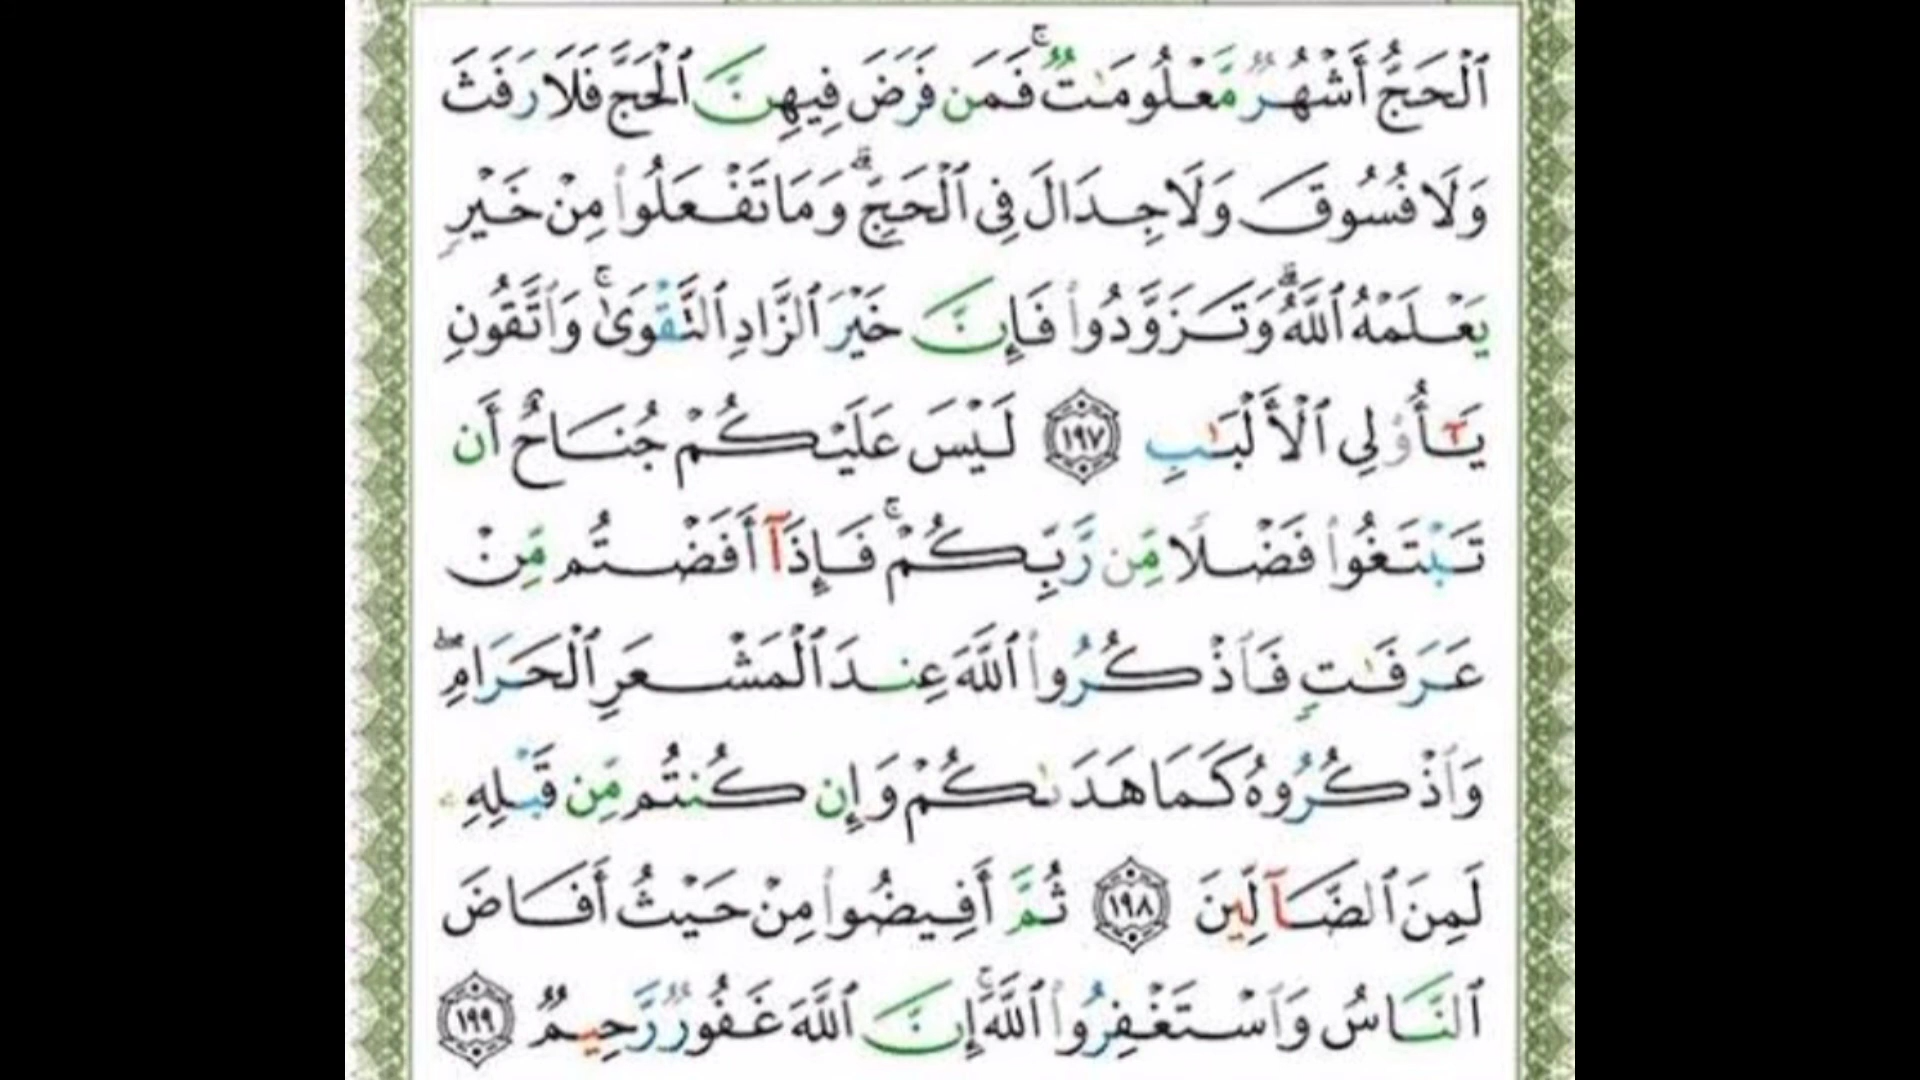 ٱلْحَجُّ أَشْهُرٌ مَّعْلُومَٰتٌ ۚ فَمَن فَرَضَ فِيهِنَّ ٱلْحَجَّ فَلَا رَفَثَ
وَلَا فُسُوقَ وَلَا جِدَالَ فِى ٱلْحَجِّ ۗ وَمَا تَفْعَلُوا۟ مِنْ خَيْرٍ
يَعْلَمْهُ ٱللَّهُ ۗ وَتَزَوَّدُوا۟ فَإِنَّ خَيْرَ ٱلزَّادِ ٱلتَّقْوَىٰ ۚ وَٱتَّقُونِ
يَٰٓأُو۟لِى ٱلْأَلْبَٰبِ ١٩٧ لَيْسَ عَلَيْكُمْ جُنَاحٌ أَن
تَبْتَغُوا۟ فَضْلًا مِّن رَّبِّكُمْ ۚ فَإِذَآ أَفَضْتُم مِّنْ
عَرَفَٰتٍ فَٱذْكُرُوا۟ ٱللَّهَ عِندَ ٱلْمَشْعَرِ ٱلْحَرَامِ ۖ
وَٱذْكُرُوهُ كَمَا هَدَىٰكُمْ وَإِن كُنتُم مِّن قَبْلِهِۦ
لَمِنَ ٱلضَّآلِّينَ ١٩٨ ثُمَّ أَفِيضُوا۟ مِنْ حَيْثُ أَفَاضَ
ٱلنَّاسُ وَٱسْتَغْفِرُوا۟ ٱللَّهَ ۚ إِنَّ ٱللَّهَ غَفُورٌ رَّحِيمٌ ١٩٩